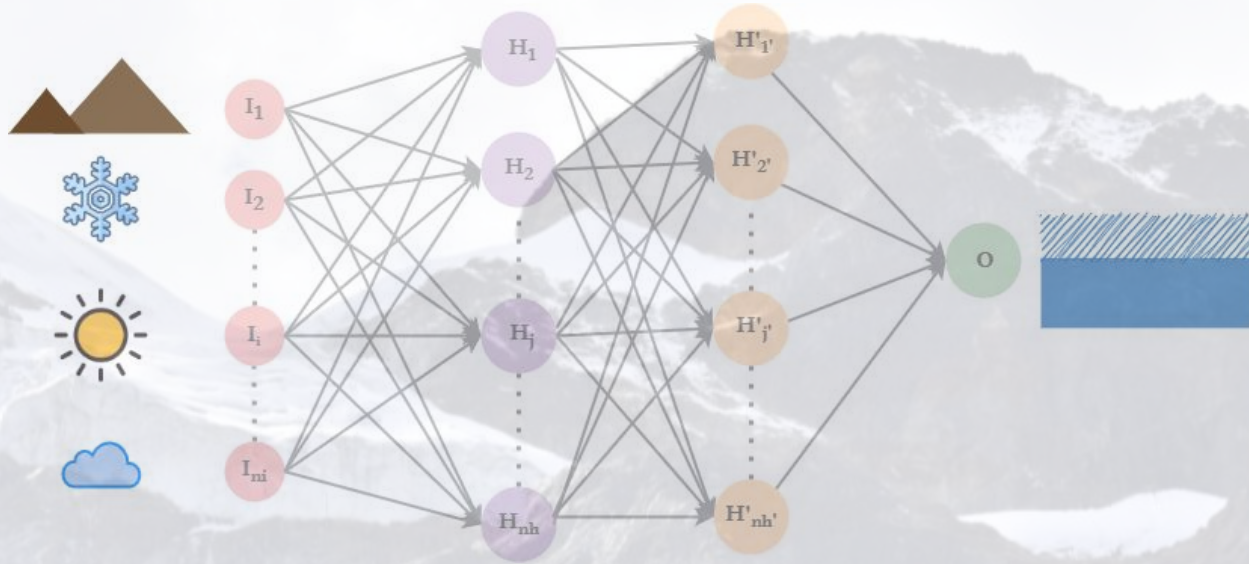 I₁
I₂
Iᵢ
Iₙᵢ
H₁
H₂
Hⱼ
Hₙₕ
H'₁'
H'₂'
H'ⱼ'
H'ₙₕ'
O